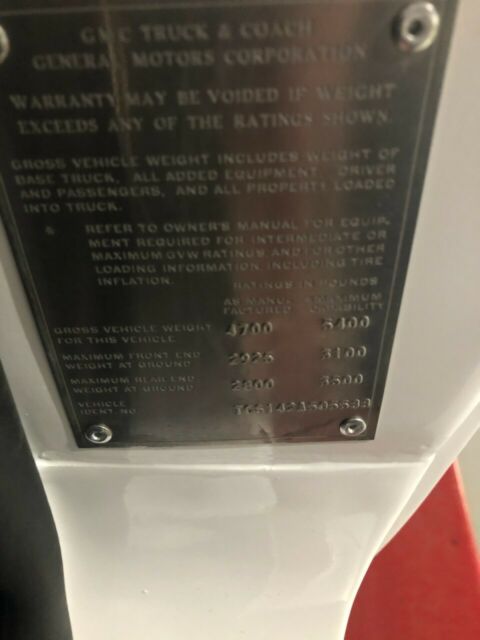 GMC TRUCK & COACH
GENERAL MOTORS CORPORATION
WARRANTY MAY BE VOIDED IF WEIGHT
EXCEEDS ANY OF THE RATINGS SHOWN.
GROSS VEHICLE WEIGHT INCLUDES WEIGHT OF
BASE TRUCK, ALL ADDED EQUIPMENT, DRIVER
AND PASSENGERS, AND ALL PROPERTY LOADED
INTO TRUCK.
REFER TO OWNER'S MANUAL FOR EQUIP-
MENT REQUIRED FOR INTERMEDIATE OR
MAXIMUM GVW RATINGS, AND FOR OTHER
LOADING INFORMATION, INCLUDING TIRE
INFLATION.
RATINGS IN POUNDS
AS MANU- MAXIMUM
FACTURED CAPABILITY
GROSS VEHICLE WEIGHT 4700 5400
FOR THIS VEHICLE
MAXIMUM FRONT END 2925 3100
WEIGHT AT GROUND
MAXIMUM REAR END 2800 3500
WEIGHT AT GROUND
VEHICLE
IDENT. NO.